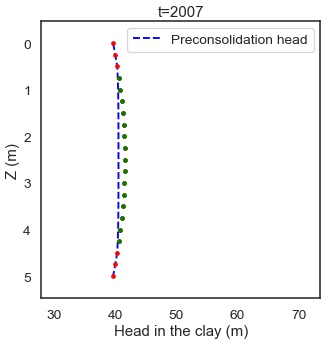 t=2007
Preconsolidation head
0
1
2
3
4
5
Z (m)
30 40 50 60 70
Head in the clay (m)